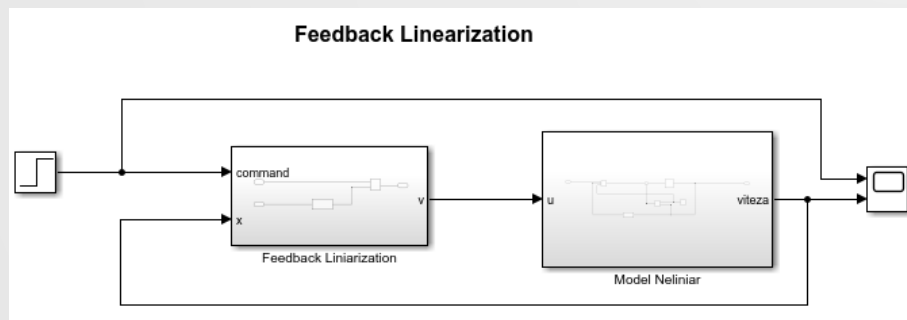 Feedback Linearization
command
x
v
Feedback Liniarization
u
viteza
Model Neliniar